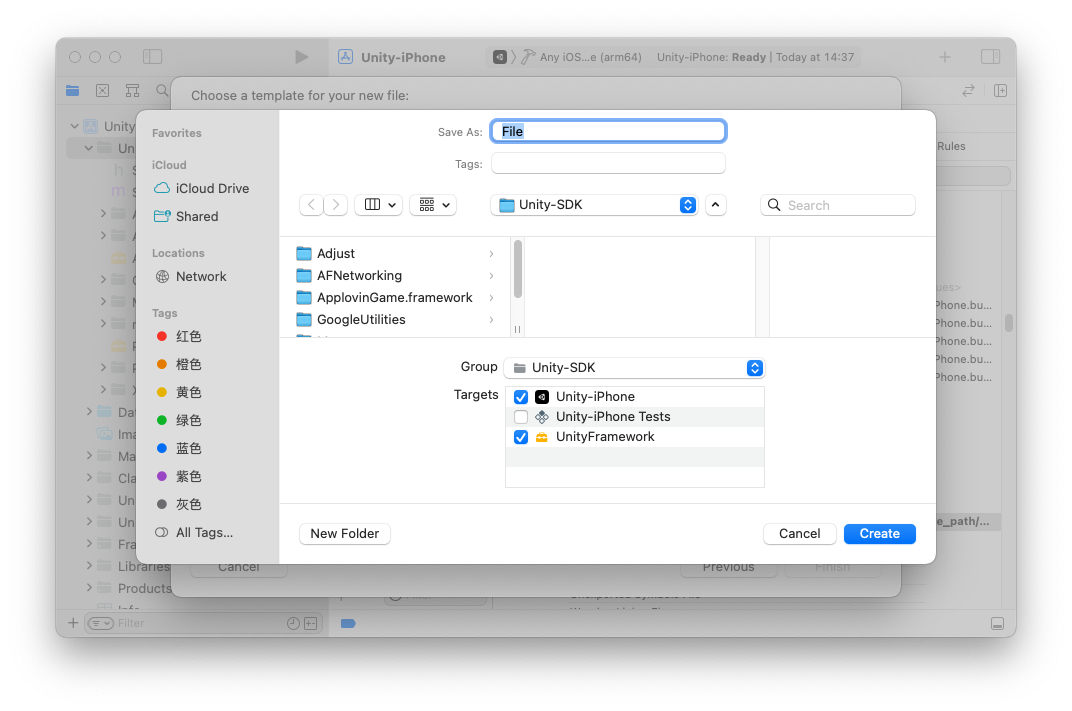 Unity-iPhone
Any iOS...e (arm64)
Unity-iPhone: Ready | Today at 14:37
Choose a template for your new file:
Unity
Un
Favorites
iCloud
iCloud Drive
Shared
Locations
Network
Tags
红色
橙色
黄色
绿色
蓝色
紫色
灰色
All Tags...
Save As: File
Tags:
Unity-SDK
Search
Rules
Adjust
AFNetworking
ApplovinGame.framework
GoogleUtilities
Group Unity-SDK
Targets
Unity-iPhone
Unity-iPhone Tests
UnityFramework
New Folder
Cancel
Create
ues>
Phone.bu...
Phone.bu...
Phone.bu...
Phone.bu...
Phone.bu...
e_path/...
Dat
Ima
Ma
Cla
Un
Un
Fra
Libraries
Products
Info
Cancel
Previous
Finish
Filter